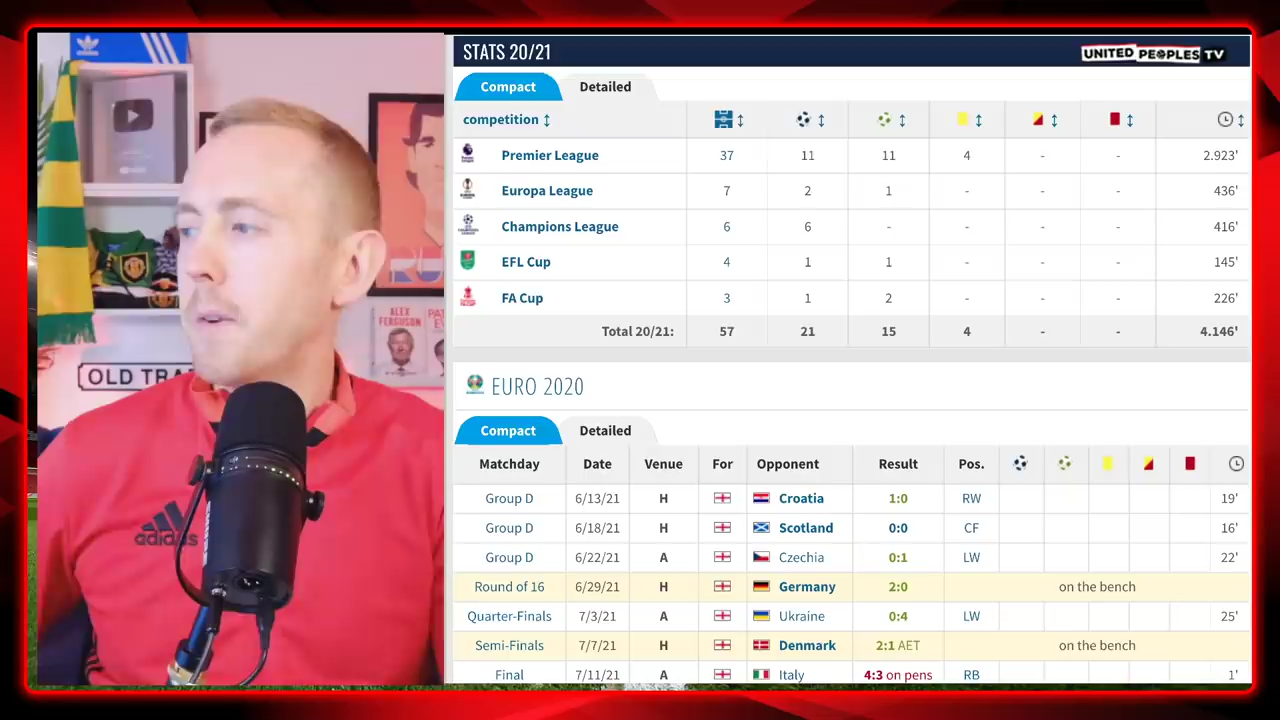 STATS 20/21
UNITED PEOPLES TV
Compact Detailed
competition
Premier League 37 11 11 4 - - 2.923'
Europa League 7 2 1 - - - 436'
Champions League 6 6 - - - - 416'
EFL Cup 4 1 1 - - - 145'
FA Cup 3 1 2 - - - 226'
Total 20/21: 57 21 15 4 - - 4.146'
EURO 2020
Compact Detailed
Matchday Date Venue For Opponent Result Pos.
Group D 6/13/21 H Croatia 1:0 RW 19'
Group D 6/18/21 H Scotland 0:0 CF 16'
Group D 6/22/21 A Czechia 0:1 LW 22'
Round of 16 6/29/21 H Germany 2:0 on the bench
Quarter-Finals 7/3/21 A Ukraine 0:4 LW 25'
Semi-Finals 7/7/21 H Denmark 2:1 AET on the bench
Final 7/11/21 A Italy 4:3 on pens RB 1'
ALEX
FERGUSON
OLD TRA
adidas